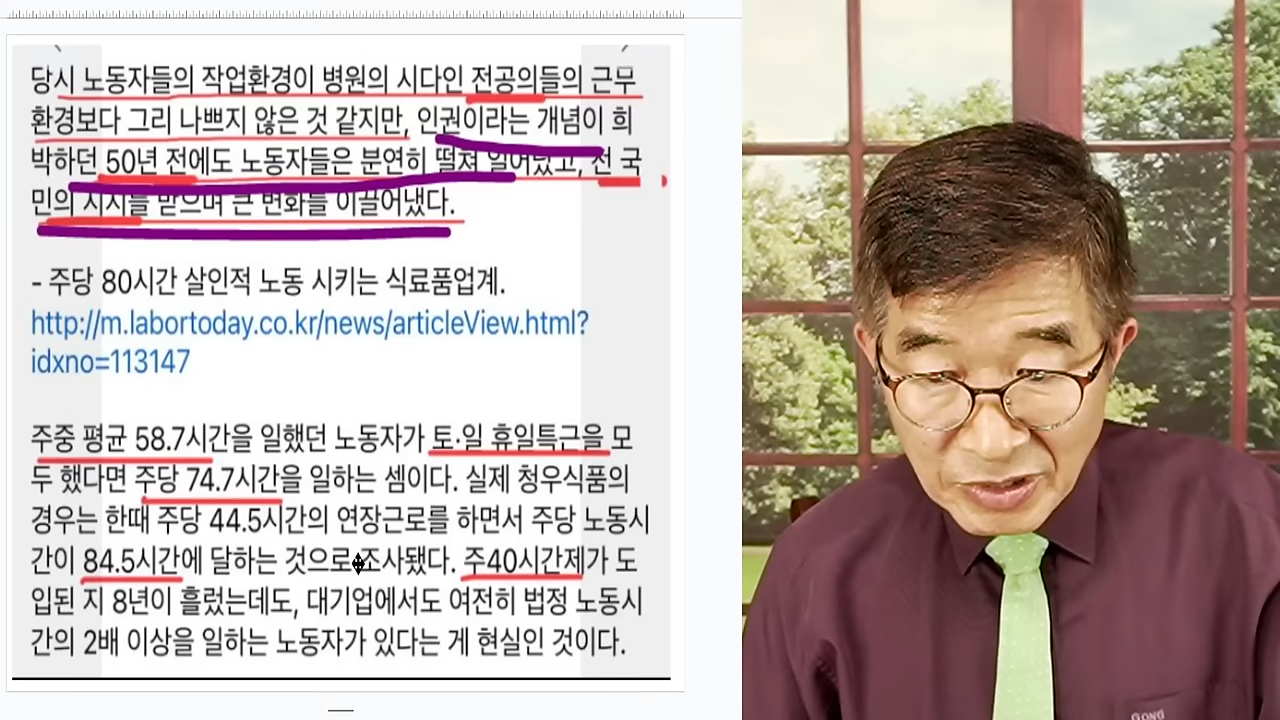 당시 노동자들의 작업환경이 병원의 시다인 전공의들의 근무
환경보다 그리 나쁘지 않은 것 같지만, 인권이라는 개념이 희
박하던 50년 전에도 노동자들은 분연히 떨쳐 일어났고, 전 국
민의 지지를 받으며 큰 변화를 이끌어냈다.
- 주당 80시간 살인적 노동 시키는 식료품업계.
http://m.labortoday.co.kr/news/articleView.html?
idxno=113147
주중 평균 58.7시간을 일했던 노동자가 토·일 휴일특근을 모
두 했다면 주당 74.7시간을 일하는 셈이다. 실제 청우식품의
경우는 한때 주당 44.5시간의 연장근로를 하면서 주당 노동시
간이 84.5시간에 달하는 것으로 조사됐다. 주40시간제가 도
입된 지 8년이 흘렀는데도, 대기업에서도 여전히 법정 노동시
간의 2배 이상을 일하는 노동자가 있다는 게 현실인 것이다.